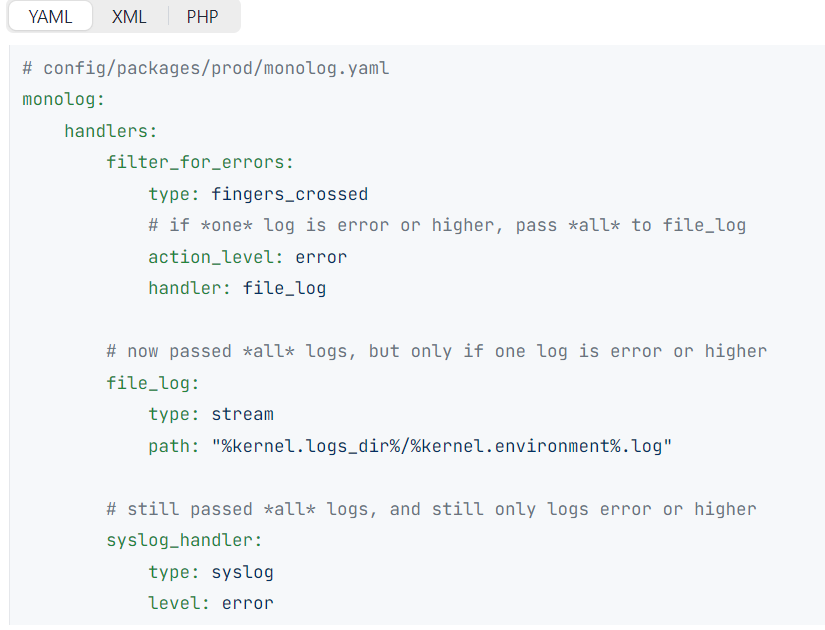 YAML XML PHP
# config/packages/prod/monolog.yaml
monolog:
    handlers:
        filter_for_errors:
            type: fingers_crossed
            # if *one* log is error or higher, pass *all* to file_log
            action_level: error
            handler: file_log

        # now passed *all* logs, but only if one log is error or higher
        file_log:
            type: stream
            path: "%kernel.logs_dir%/%kernel.environment%.log"

        # still passed *all* logs, and still only logs error or higher
        syslog_handler:
            type: syslog
            level: error